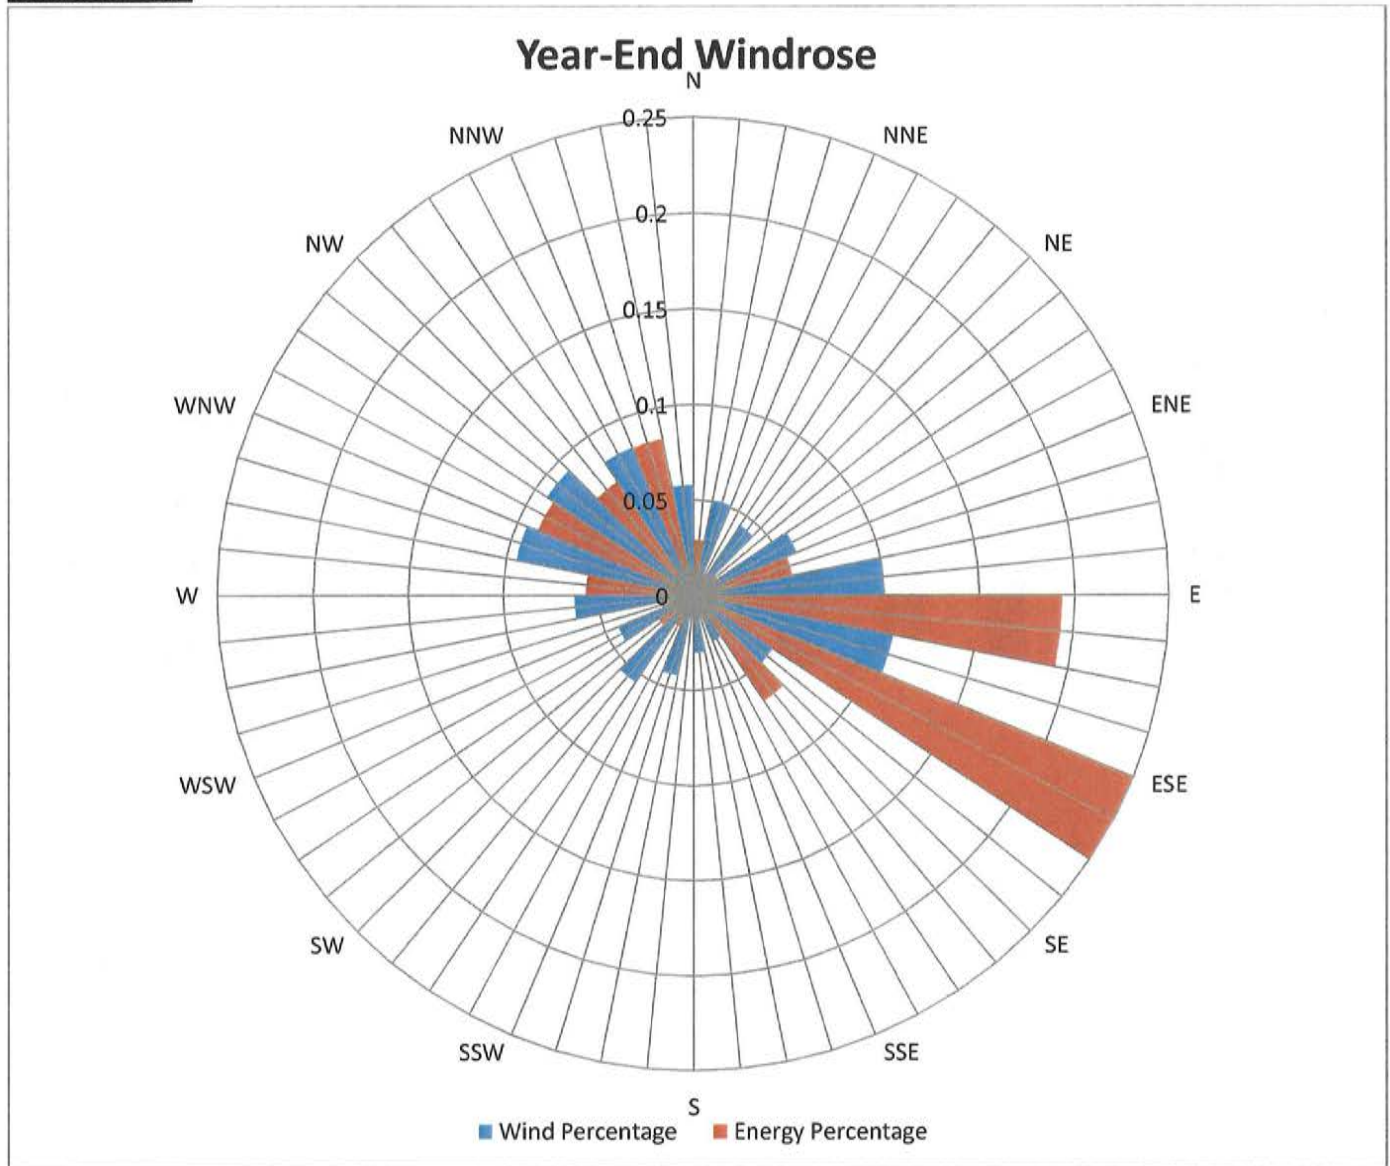 Year-End Windrose
N
0.25
NNW
NNE
0.2
NW
NE
0.15
WNW
0.1
ENE
0.05
W
0
E
WSW
ESE
SW
SE
SSW
SSE
S
Wind Percentage
Energy Percentage